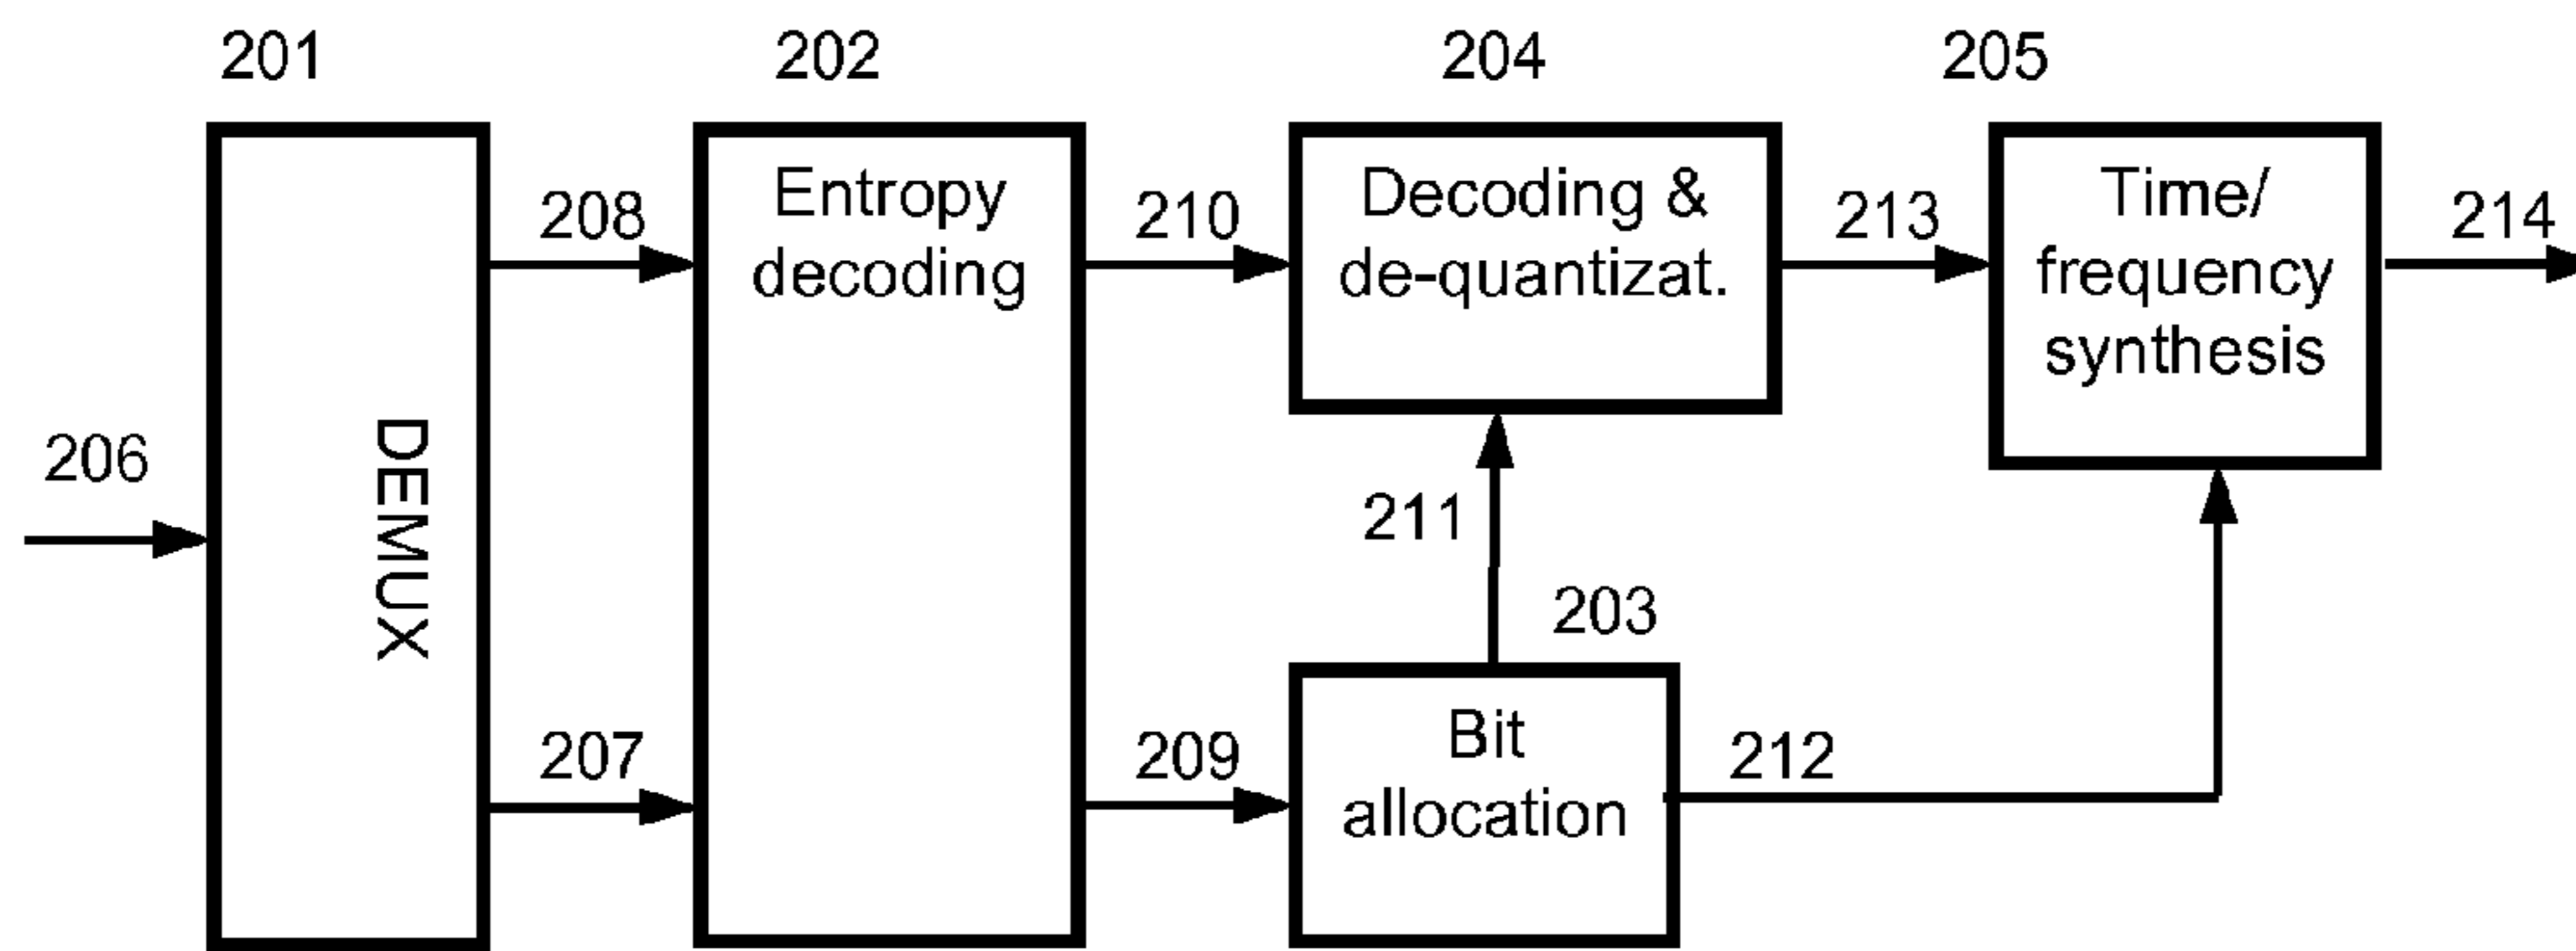 201
202
204
205
206
DEMUX
208
207
Entropy
decoding
210
209
Decoding &
de-quantizat.
211
203
Bit
allocation
213
212
Time/
frequency
synthesis
214